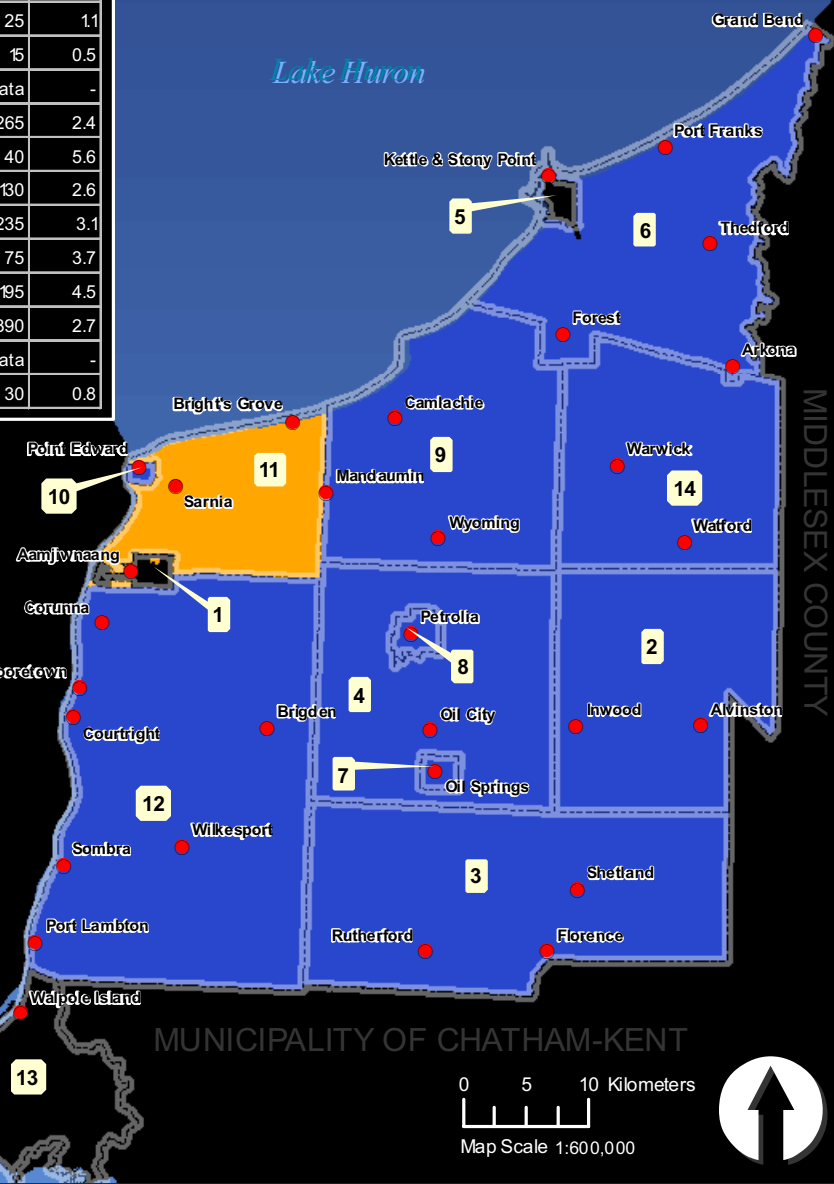 25 1.1
15 0.5
ata -
265 2.4
40 5.6
130 2.6
235 3.1
75 3.7
195 4.5
390 2.7
ata -
30 0.8
Grand Bend
Lake Huron
Port Franks
Kettle & Stony Point
5
6
Thedford
Forest
Arkona
Bright's Grove
Camlachie
Point Edward
11
9
Warwick
Mandaumin
10
Sarnia
14
Wyoming
Watford
MIDDLESEX COUNTY
Aamjiwnaang
1
Corunna
Petrolia
8
2
ooretown
4
Brigden
Oil City
Inwood
Alvinston
Courtright
7
Oil Springs
12
Wilkesport
Sombra
3
Shetland
Port Lambton
Rutherford
Florence
Walpole Island
MUNICIPALITY OF CHATHAM-KENT
13
0 5 10 Kilometers
Map Scale 1:600,000